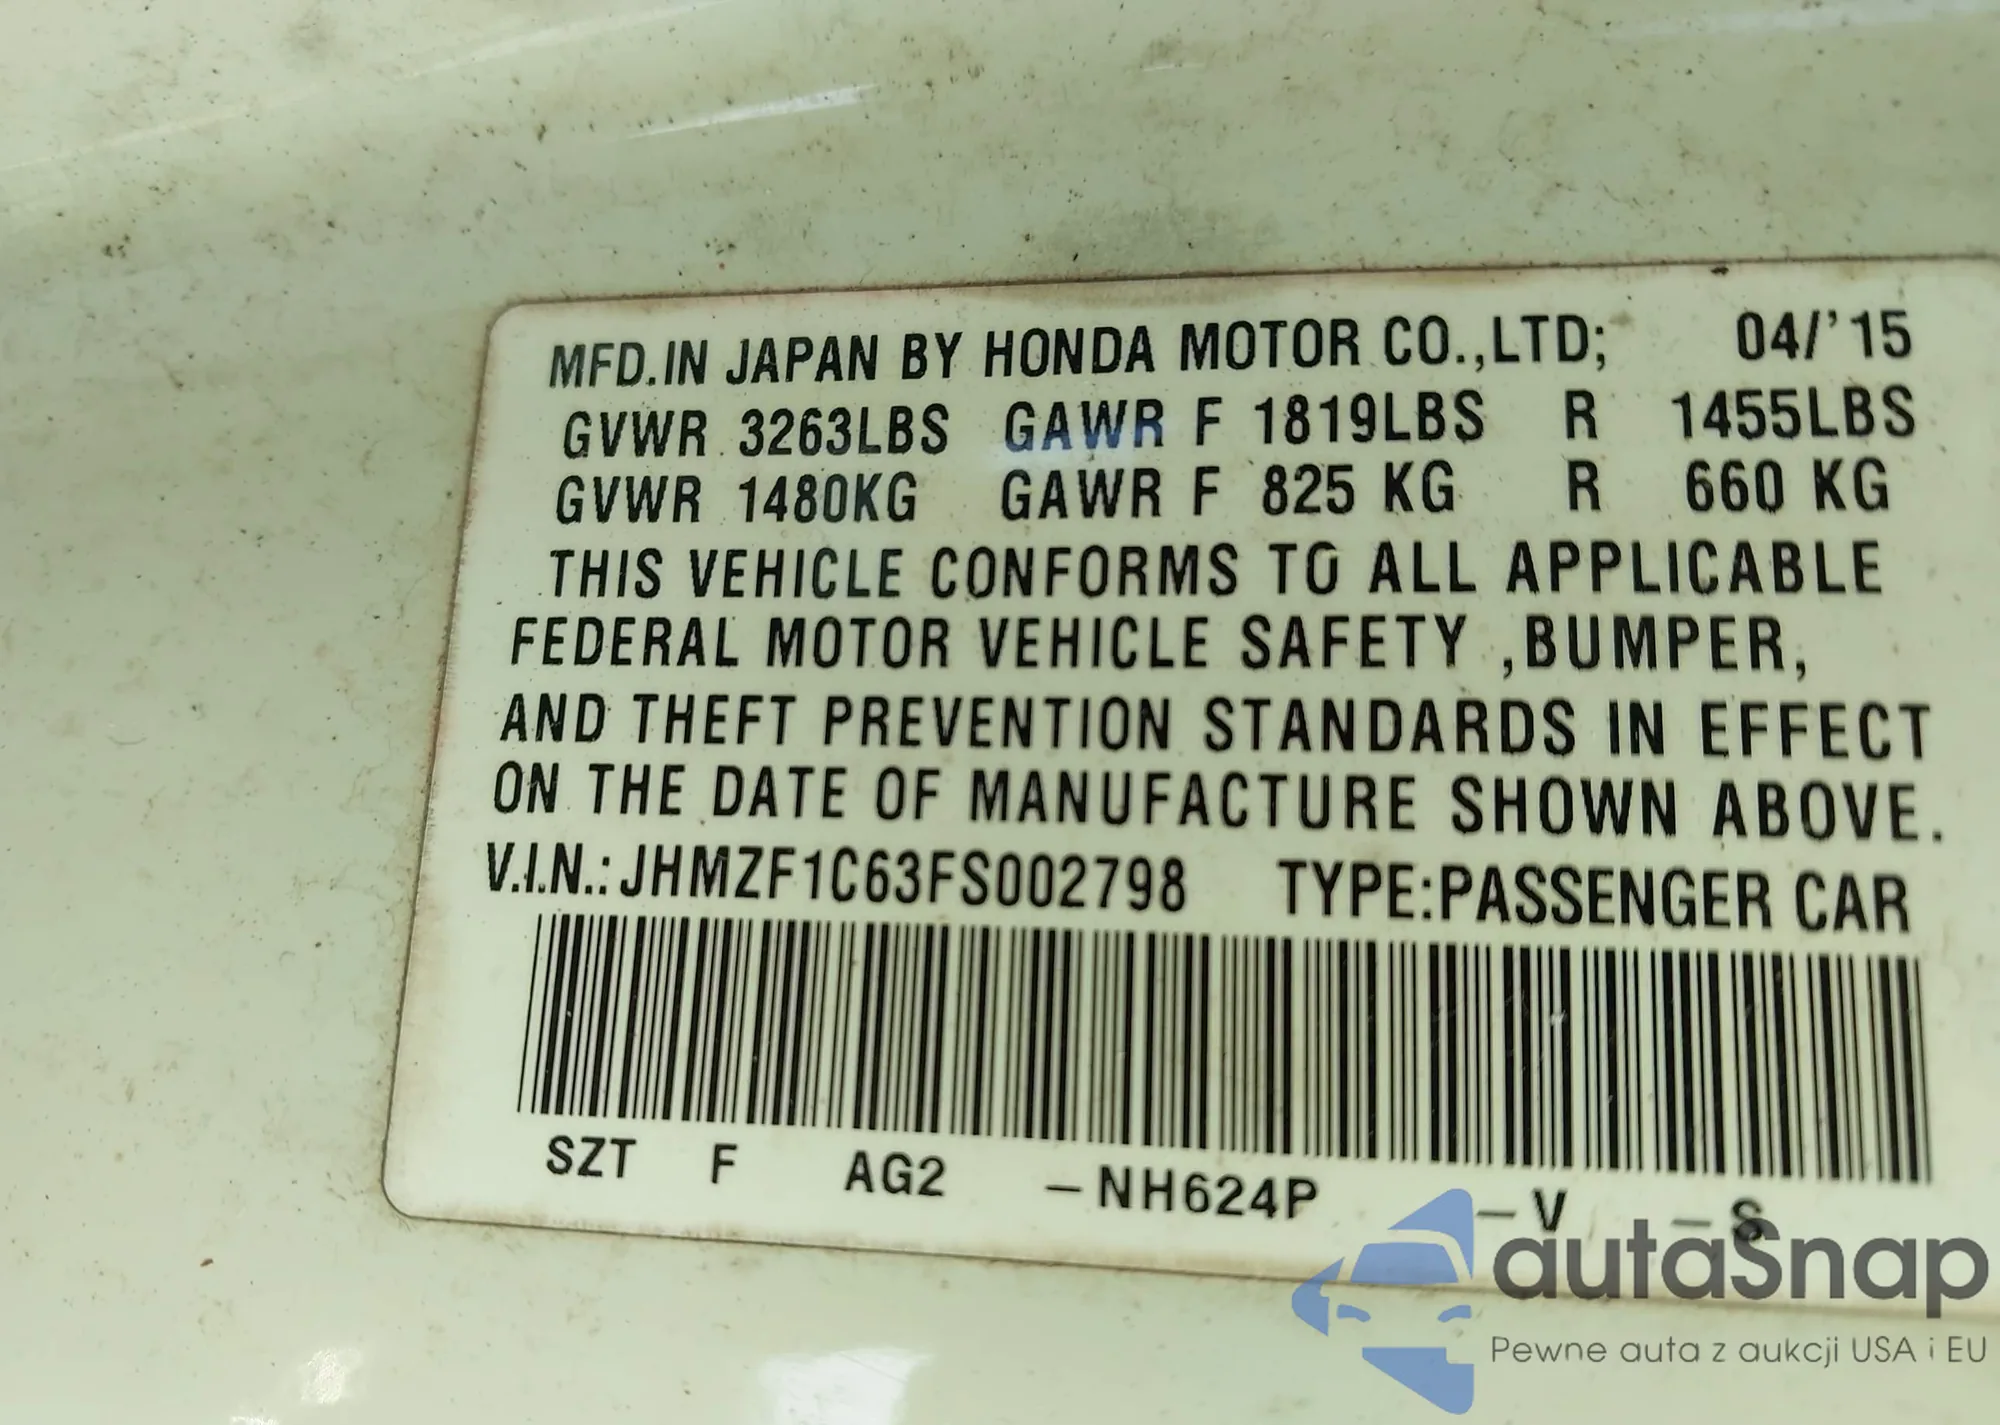 MFD.IN JAPAN BY HONDA MOTOR CO.,LTD; 04/'15
GVWR 3263LBS GAWR F 1819LBS R 1455LBS
GVWR 1480KG GAWR F 825 KG R 660 KG
THIS VEHICLE CONFORMS TO ALL APPLICABLE
FEDERAL MOTOR VEHICLE SAFETY ,BUMPER,
AND THEFT PREVENTION STANDARDS IN EFFECT
ON THE DATE OF MANUFACTURE SHOWN ABOVE.
V.I.N.:JHMZF1C63FS002798 TYPE:PASSENGER CAR
SZT F AG2 –NH624P –V –S
autaSnap
Pewne auta z aukcji USA i EU